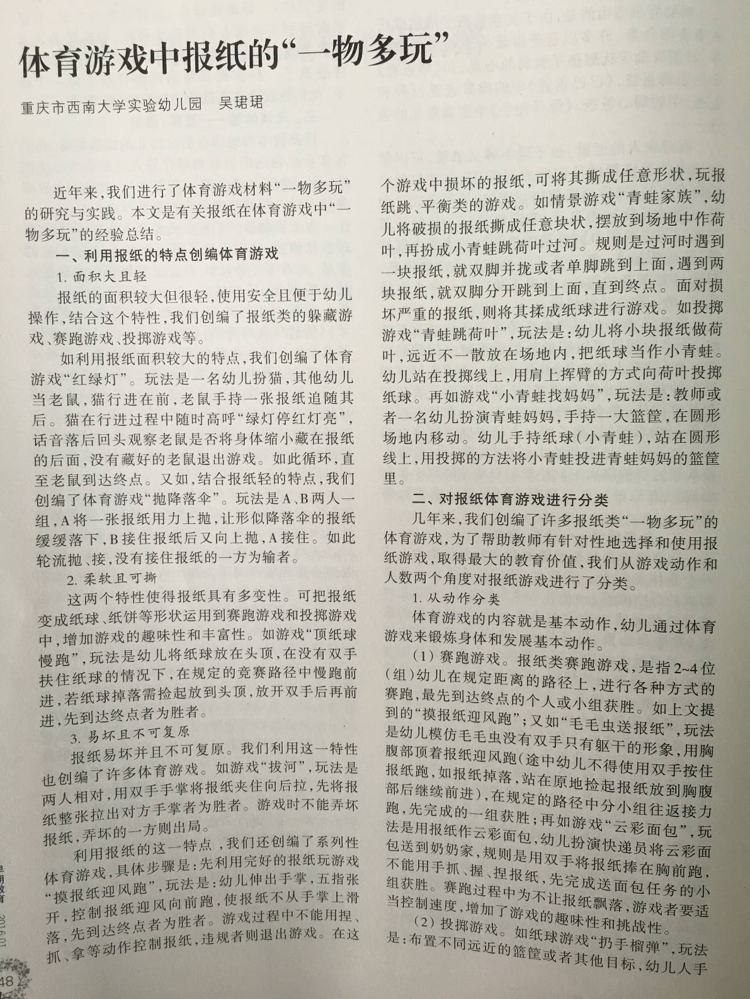 体育游戏中报纸的“一物多玩”
重庆市西南大学实验幼儿园 吴珺珺
近年来,我们进行了体育游戏材料“一物多玩”
的研究与实践。本文是有关报纸在体育游戏中“一
物多玩”的经验总结。
一、利用报纸的特点创编体育游戏
1. 面积大且轻
报纸的面积较大但很轻,使用安全且便于幼儿
操作,结合这个特性,我们创编了报纸类的躲藏游
戏、赛跑游戏、投掷游戏等。
如利用报纸面积较大的特点,我们创编了体育
游戏“红绿灯”。玩法是一名幼儿扮猫,其他幼儿
当老鼠,猫行进在前,老鼠手持一张报纸追随其
后。猫在行进过程中随时高呼“绿灯停红灯亮”,
话音落后回头观察老鼠是否将身体缩小藏在报纸
的后面,没有藏好的老鼠退出游戏。如此循环,直
至老鼠到达终点。又如,结合报纸轻的特点,我们
创编了体育游戏“抛降落伞”。玩法是A、B两人一
组,A将一张报纸用力上抛,让形似降落伞的报纸
缓缓落下,B接住报纸后又向上抛,A接住。如此
轮流抛、接,没有接住报纸的一方为输者。
2. 柔软且可撕
这两个特性使得报纸具有多变性。可把报纸
变成纸球、纸饼等形状运用到赛跑游戏和投掷游戏
中,增加游戏的趣味性和丰富性。如游戏“顶纸球
慢跑”,玩法是幼儿将纸球放在头顶,在没有双手
扶住纸球的情况下,在规定的竞赛路径中慢跑前
进,若纸球掉落需捡起放到头顶,放开双手后再前
进,先到达终点者为胜者。
3. 易坏且不可复原
报纸易坏并且不可复原。我们利用这一特性
也创编了许多体育游戏。如游戏“拔河”,玩法是
两人相对,用双手手掌将报纸夹住向后拉,先将报
纸整张拉出对方手掌者为胜者。游戏时不能弄坏
报纸,弄坏的一方则出局。
利用报纸的这一特点,我们还创编了系列性
体育游戏,具体步骤是:先利用完好的报纸玩游戏
“摸报纸迎风跑”,玩法是:幼儿伸出手掌,五指张
开,控制报纸迎风向前跑,使报纸不从手掌上滑
落,先到达终点者为胜者。游戏过程中不能用捏、
抓、拿等动作控制报纸,违规者则退出游戏。在这
个游戏中损坏的报纸,可将其撕成任意形状,玩报
纸跳、平衡类的游戏。如情景游戏“青蛙家族”,幼
儿将破损的报纸撕成任意块状,摆放到场地中作荷
叶,再扮成小青蛙跳荷叶过河。规则是过河时遇到
一块报纸,就双脚并拢或者单脚跳到上面,遇到两
块报纸,就双脚分开跳到上面,直到终点。面对损
坏严重的报纸,则将其揉成纸球进行游戏。如投掷
游戏“青蛙跳荷叶”,玩法是:幼儿将小块报纸做荷
叶,远近不一散放在场地内,把纸球当作小青蛙。
幼儿站在投掷线上,用肩上挥臂的方式向荷叶投掷
纸球。再如游戏“小青蛙找妈妈”,玩法是:教师或
者一名幼儿扮演青蛙妈妈,手持一大篮筐,在圆形
场地内移动。幼儿手持纸球(小青蛙),站在圆形
线上,用投掷的方法将小青蛙投进青蛙妈妈的篮筐
里。
二、对报纸体育游戏进行分类
几年来,我们创编了许多报纸类“一物多玩”的
体育游戏,为了帮助教师有针对性地选择和使用报
纸游戏,取得最大的教育价值,我们从游戏动作和
人数两个角度对报纸游戏进行了分类。
1. 从动作分类
体育游戏的内容就是基本动作,幼儿通过体育
游戏来锻炼身体和发展基本动作。
(1) 赛跑游戏。报纸类赛跑游戏,是指2~4位
(组)幼儿在规定距离的路径上,进行各种方式的
赛跑,最先到达终点的个人或小组获胜。如上文提
到的“摸报纸迎风跑”;又如“毛毛虫送报纸”,玩法
是幼儿模仿毛毛虫没有双手只有躯干的形象,用胸
腹部顶着报纸迎风跑(途中幼儿不得使用双手按住
报纸跑,如报纸掉落,站在原地捡起报纸放到胸腹
部后继续前进),在规定的路径中分小组往返接力
跑,先完成的一组获胜;再如游戏“云彩面包”,玩
法是用报纸作云彩面包,幼儿扮演快递员将云彩面
包送到奶奶家,规则是用双手将报纸捧在胸前跑,
不能用手抓、握、捏报纸,先完成送面包任务的小
组获胜。赛跑过程中为不让报纸飘落,游戏者要适
当控制速度,增加了游戏的趣味性和挑战性。
(2) 投掷游戏。如纸球游戏“扔手榴弹”,玩法
是:布置不同远近的篮筐或者其他目标,幼儿人手
早期教育 2016.01
48